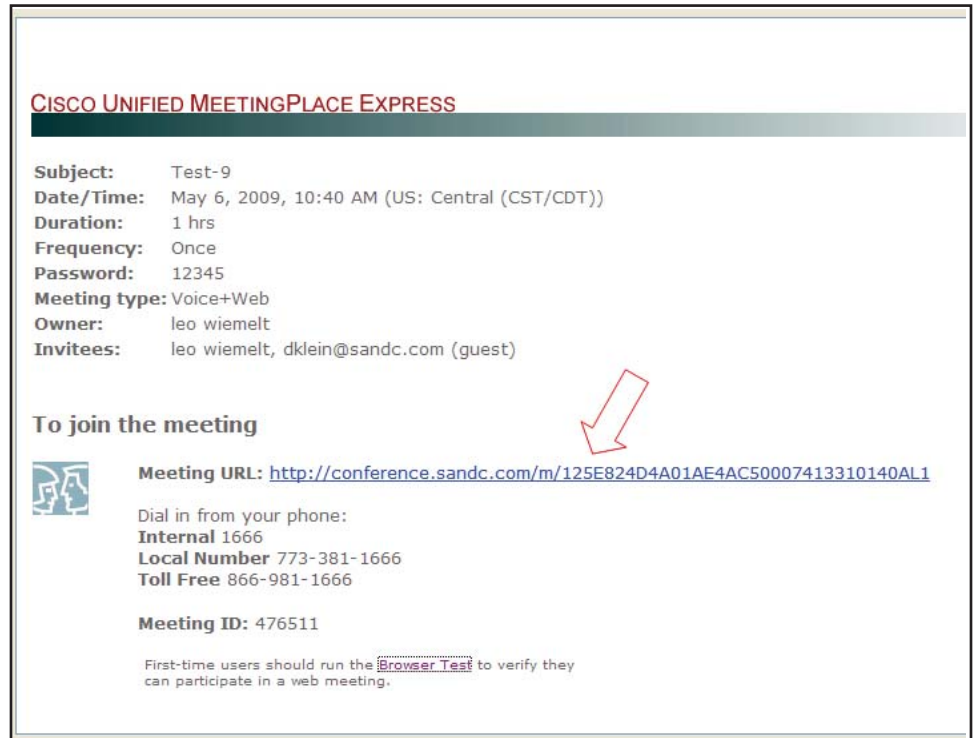 CISCO UNIFIED MEETINGPLACE EXPRESS
Subject: Test-9
Date/Time: May 6, 2009, 10:40 AM (US: Central (CST/CDT))
Duration: 1 hrs
Frequency: Once
Password: 12345
Meeting type: Voice+Web
Owner: leo wiemelt
Invitees: leo wiemelt, dklein@sandc.com (guest)
To join the meeting
Meeting URL: http://conference.sandc.com/m/125E824D4A01AE4AC50007413310140AL1
Dial in from your phone:
Internal 1666
Local Number 773-381-1666
Toll Free 866-981-1666
Meeting ID: 476511
First-time users should run the Browser Test to verify they
can participate in a web meeting.